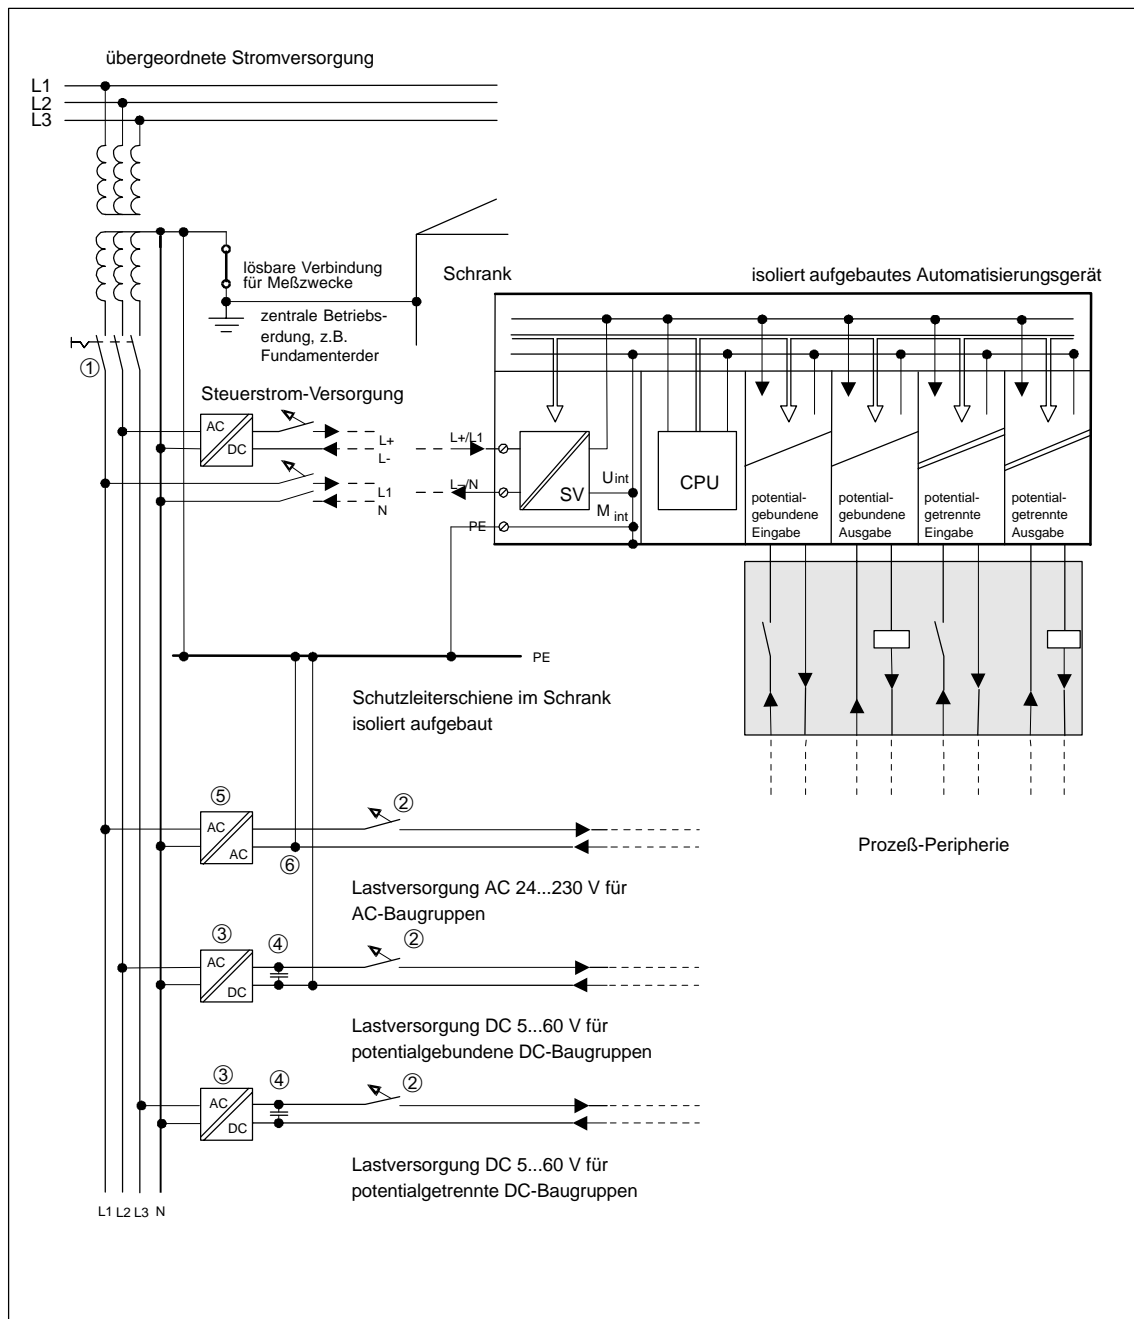 übergeordnete Stromversorgung
L1
L2
L3
lösbare Verbindung
für Meßzwecke
zentrale Betriebs-
erdung, z.B.
Fundamenterder
Schrank
isoliert aufgebautes Automatisierungsgerät
①
Steuerstrom-Versorgung
AC
DC
L+
L-
L1
N
L+/L1
L–/N
PE
SV
U int
M int
CPU
potential-
gebundene
Eingabe
potential-
gebundene
Ausgabe
potential-
getrennte
Eingabe
potential-
getrennte
Ausgabe
PE
Schutzleiterschiene im Schrank
isoliert aufgebaut
Prozeß-Peripherie
⑤
②
AC
AC
⑥
Lastversorgung AC 24...230 V für
AC-Baugruppen
③
④
②
AC
DC
Lastversorgung DC 5...60 V für
potentialgebundene DC-Baugruppen
③
④
②
AC
DC
Lastversorgung DC 5...60 V für
potentialgetrennte DC-Baugruppen
L1 L2 L3 N